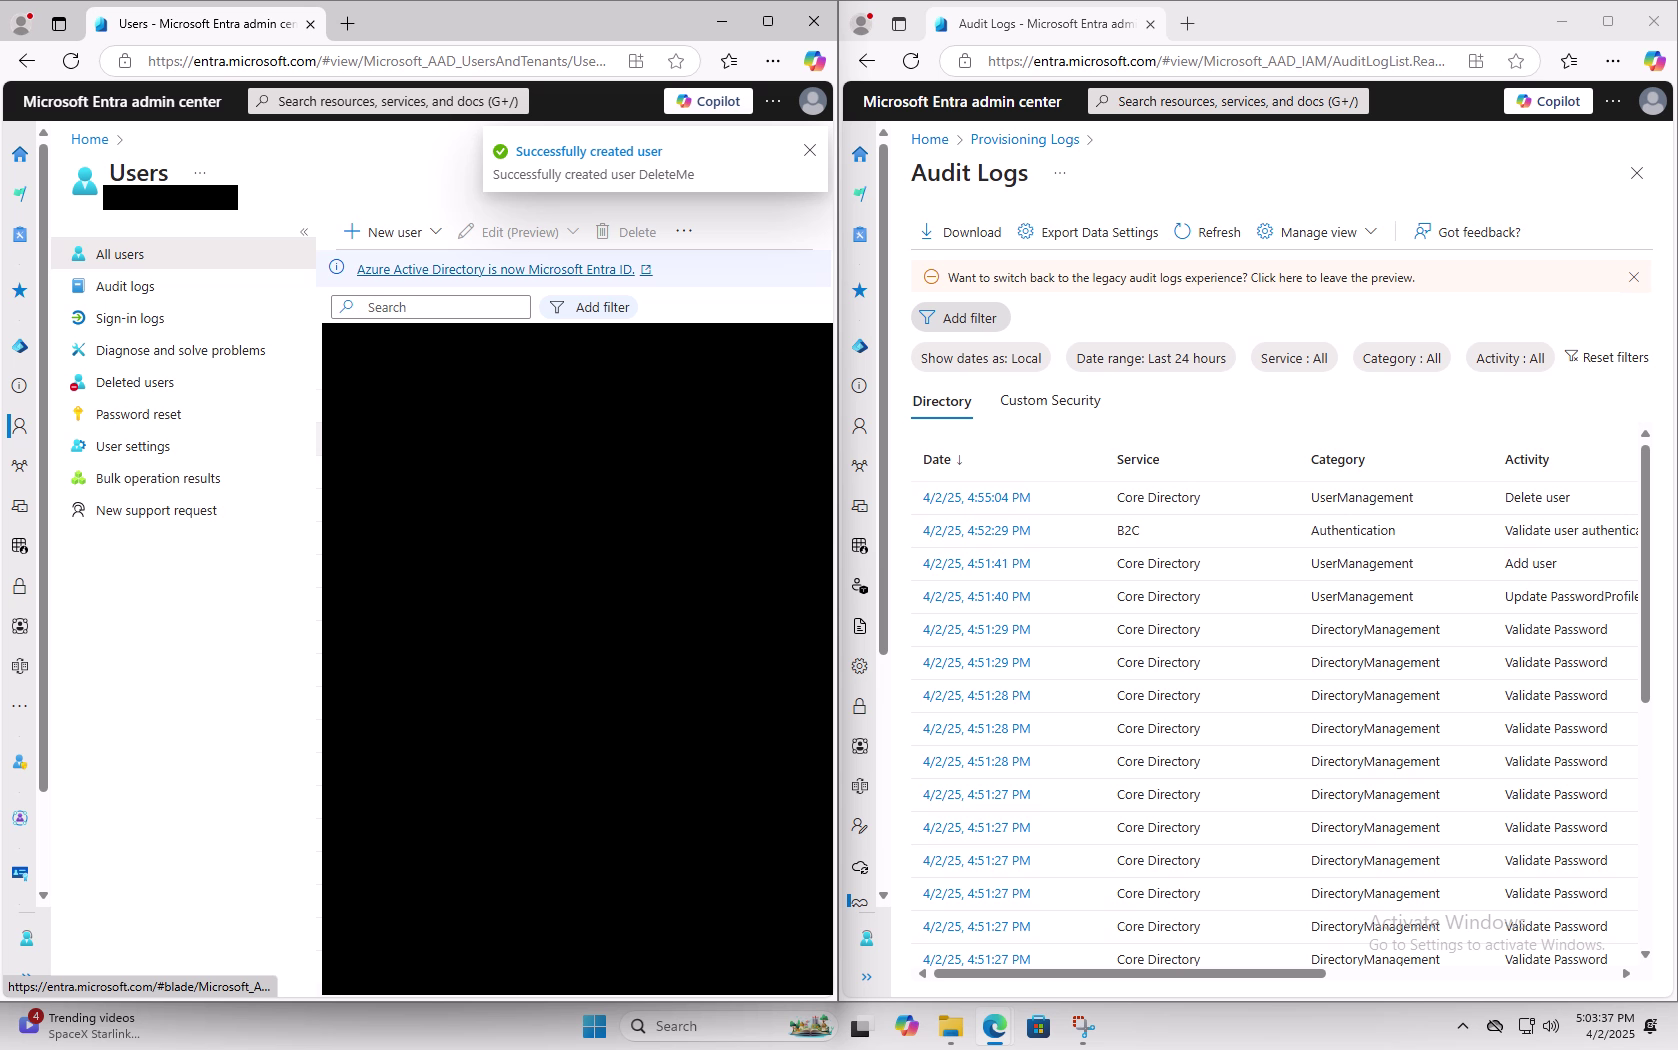 Users - Microsoft Entra admin cen
https://entra.microsoft.com/#view/Microsoft_AAD_UsersAndTenants/Use...
Microsoft Entra admin center
Search resources, services, and docs (G+/)
Copilot
Home
Successfully created user
Successfully created user DeleteMe
Users
New user
Edit (Preview)
Delete
All users
Audit logs
Sign-in logs
Diagnose and solve problems
Deleted users
Password reset
User settings
Bulk operation results
New support request
Azure Active Directory is now Microsoft Entra ID.
Search
Add filter
https://entra.microsoft.com/#blade/Microsoft_A...
Audit Logs - Microsoft Entra adm
https://entra.microsoft.com/#view/Microsoft_AAD_IAM/AuditLogList.Rea...
Microsoft Entra admin center
Search resources, services, and docs (G+/)
Copilot
Home > Provisioning Logs >
Audit Logs
Download
Export Data Settings
Refresh
Manage view
Got feedback?
Want to switch back to the legacy audit logs experience? Click here to leave the preview.
Add filter
Show dates as: Local
Date range: Last 24 hours
Service : All
Category : All
Activity : All
Reset filters
Directory
Custom Security
Date ↓ Service Category Activity
4/2/25, 4:55:04 PM Core Directory UserManagement Delete user
4/2/25, 4:52:29 PM B2C Authentication Validate user authentica
4/2/25, 4:51:41 PM Core Directory UserManagement Add user
4/2/25, 4:51:40 PM Core Directory UserManagement Update PasswordProfile
4/2/25, 4:51:29 PM Core Directory DirectoryManagement Validate Password
4/2/25, 4:51:29 PM Core Directory DirectoryManagement Validate Password
4/2/25, 4:51:28 PM Core Directory DirectoryManagement Validate Password
4/2/25, 4:51:28 PM Core Directory DirectoryManagement Validate Password
4/2/25, 4:51:28 PM Core Directory DirectoryManagement Validate Password
4/2/25, 4:51:27 PM Core Directory DirectoryManagement Validate Password
4/2/25, 4:51:27 PM Core Directory DirectoryManagement Validate Password
4/2/25, 4:51:27 PM Core Directory DirectoryManagement Validate Password
4/2/25, 4:51:27 PM Core Directory DirectoryManagement Validate Password
4/2/25, 4:51:27 PM Core Directory DirectoryManagement Validate Password
4/2/25, 4:51:27 PM Core Directory DirectoryManagement Validate Password
Activate Windows
Go to Settings to activate Windows.
4
Trending videos
SpaceX Starlink...
Search
5:03:37 PM
4/2/2025